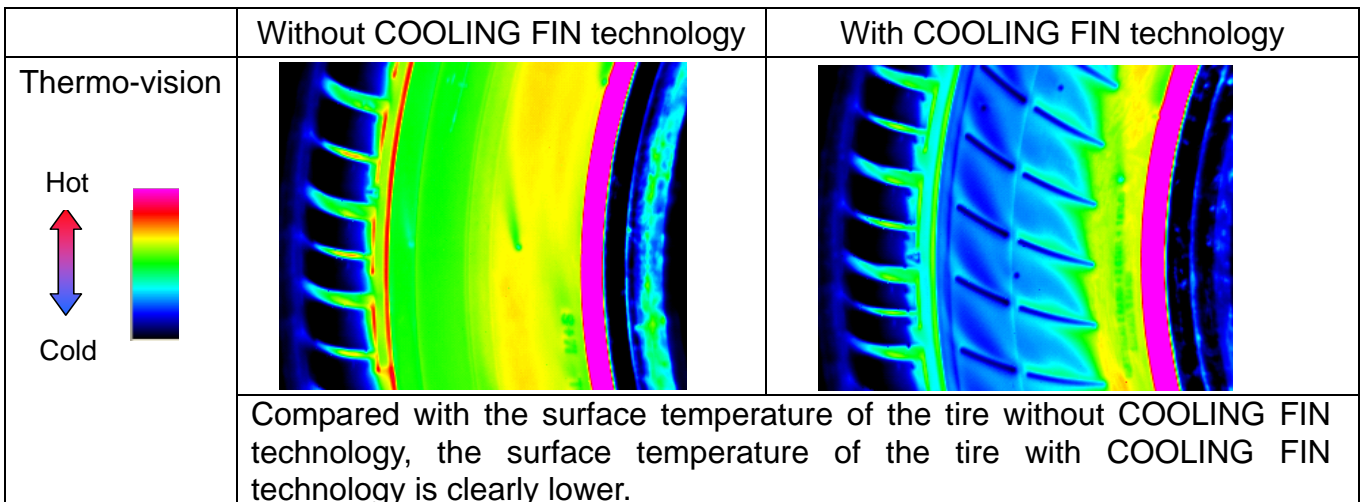 Without COOLING FIN technology
With COOLING FIN technology
Thermo-vision
Hot
Cold
Compared with the surface temperature of the tire without COOLING FIN
technology, the surface temperature of the tire with COOLING FIN
technology is clearly lower.